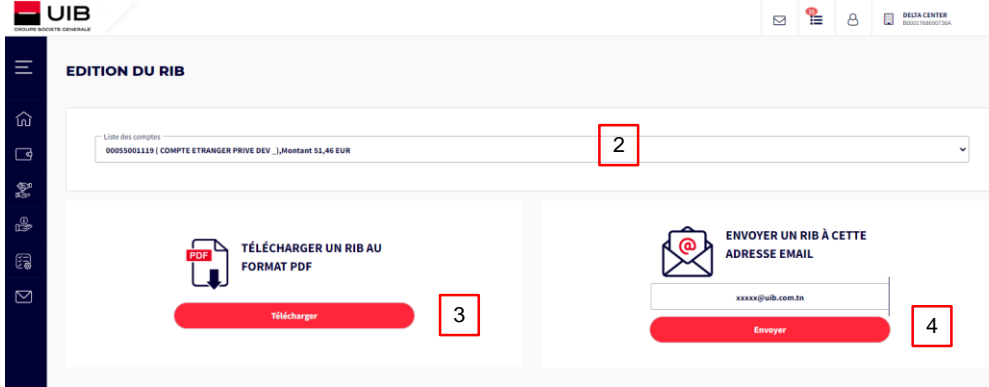 UIB
GROUPE SOCIETE GENERALE
DELTA CENTER
EDITION DU RIB
Liste des comptes
00055001119 ( COMPTE ETRANGER PRIVE DEV _),Montant 51,46 EUR
2
PDF
TÉLÉCHARGER UN RIB AU
FORMAT PDF
Télécharger
3
@
ENVOYER UN RIB À CETTE
ADRESSE EMAIL
xxxxx@uib.com.tn
Envoyer
4